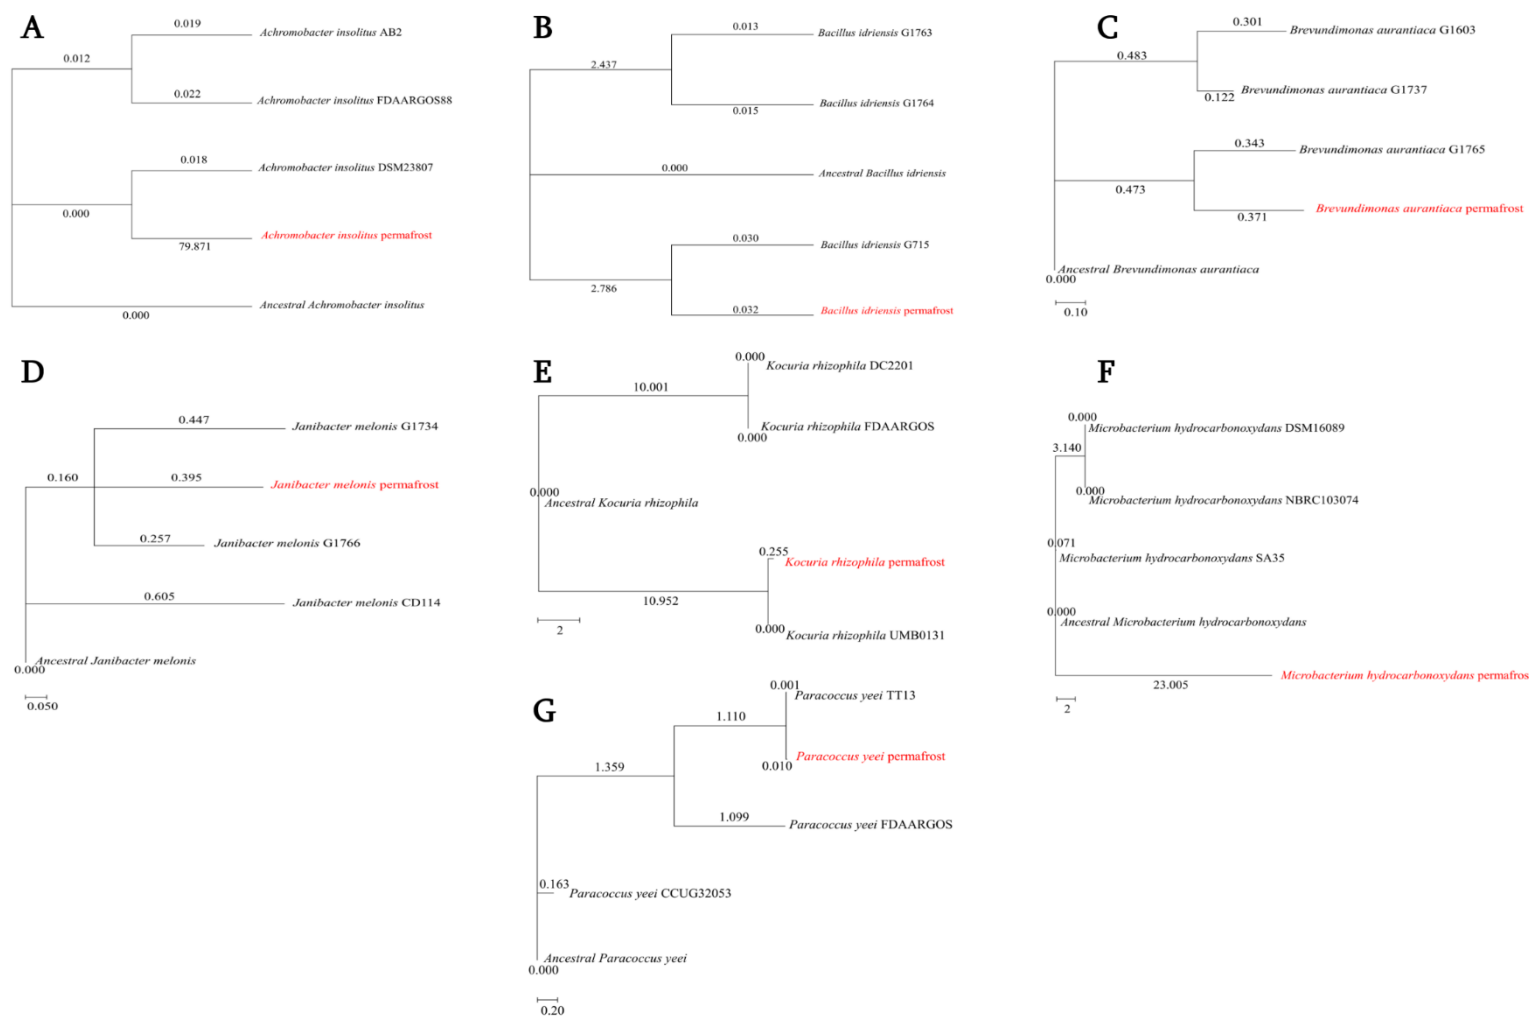 A
0.019
Achromobacter insolitus AB2
0.012
0.022
Achromobacter insolitus FDAARGOS88
0.018
Achromobacter insolitus DSM23807
0.000
Achromobacter insolitus permafrost
79.871
Ancestral Achromobacter insolitus
0.000
B
0.013
Bacillus idriensis G1763
2.437
0.015
Bacillus idriensis G1764
0.000
Ancestral Bacillus idriensis
0.030
Bacillus idriensis G715
2.786
0.032
Bacillus idriensis permafrost
C
0.301
Brevundimonas aurantiaca G1603
0.483
0.122
Brevundimonas aurantiaca G1737
0.343
Brevundimonas aurantiaca G1765
0.473
0.371
Brevundimonas aurantiaca permafrost
Ancestral Brevundimonas aurantiaca
0.000
0.10
D
0.447
Janibacter melonis G1734
0.160
0.395
Janibacter melonis permafrost
0.257
Janibacter melonis G1766
0.605
Janibacter melonis CD114
Ancestral Janibacter melonis
0.000
0.050
E
0.000
Kocuria rhizophila DC2201
10.001
0.000
Kocuria rhizophila FDAARGOS
0.000
Ancestral Kocuria rhizophila
0.255
Kocuria rhizophila permafrost
10.952
0.000
Kocuria rhizophila UMB0131
2
F
0.000
Microbacterium hydrocarbonoxydans DSM16089
3.140
0.000
Microbacterium hydrocarbonoxydans NBRC103074
0.071
Microbacterium hydrocarbonoxydans SA35
0.000
Ancestral Microbacterium hydrocarbonoxydans
Microbacterium hydrocarbonoxydans permafros
23.005
2
G
0.001
Paracoccus yeei TT13
1.110
Paracoccus yeei permafrost
0.010
1.359
1.099
Paracoccus yeei FDAARGOS
0.163
Paracoccus yeei CCUG32053
Ancestral Paracoccus yeei
0.000
0.20